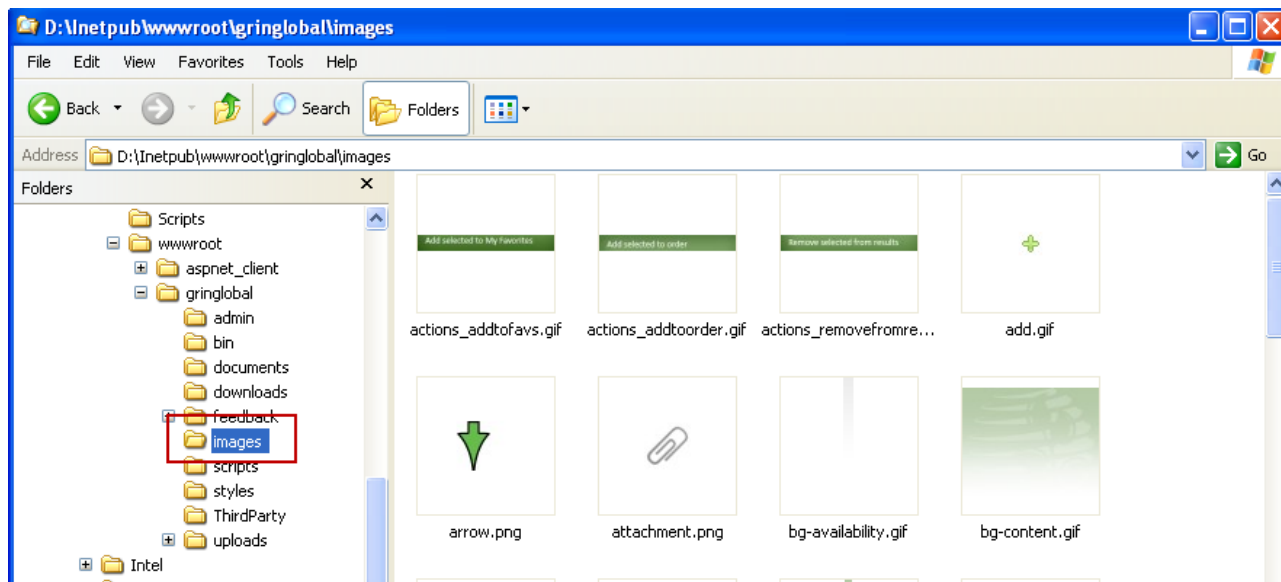 D:\Inetpub\wwwroot\gringlobal\images
File Edit View Favorites Tools Help
Back Search Folders
Address D:\Inetpub\wwwroot\gringlobal\images Go
Folders
Scripts
wwwroot
aspnet_client
gringlobal
admin
bin
documents
downloads
feedback
images
scripts
styles
ThirdParty
uploads
Intel
Add selected to My Favorites
Add selected to order
Remove selected from results
actions_addtofavs.gif actions_addtoorder.gif actions_removefromre... add.gif
arrow.png attachment.png bg-availability.gif bg-content.gif